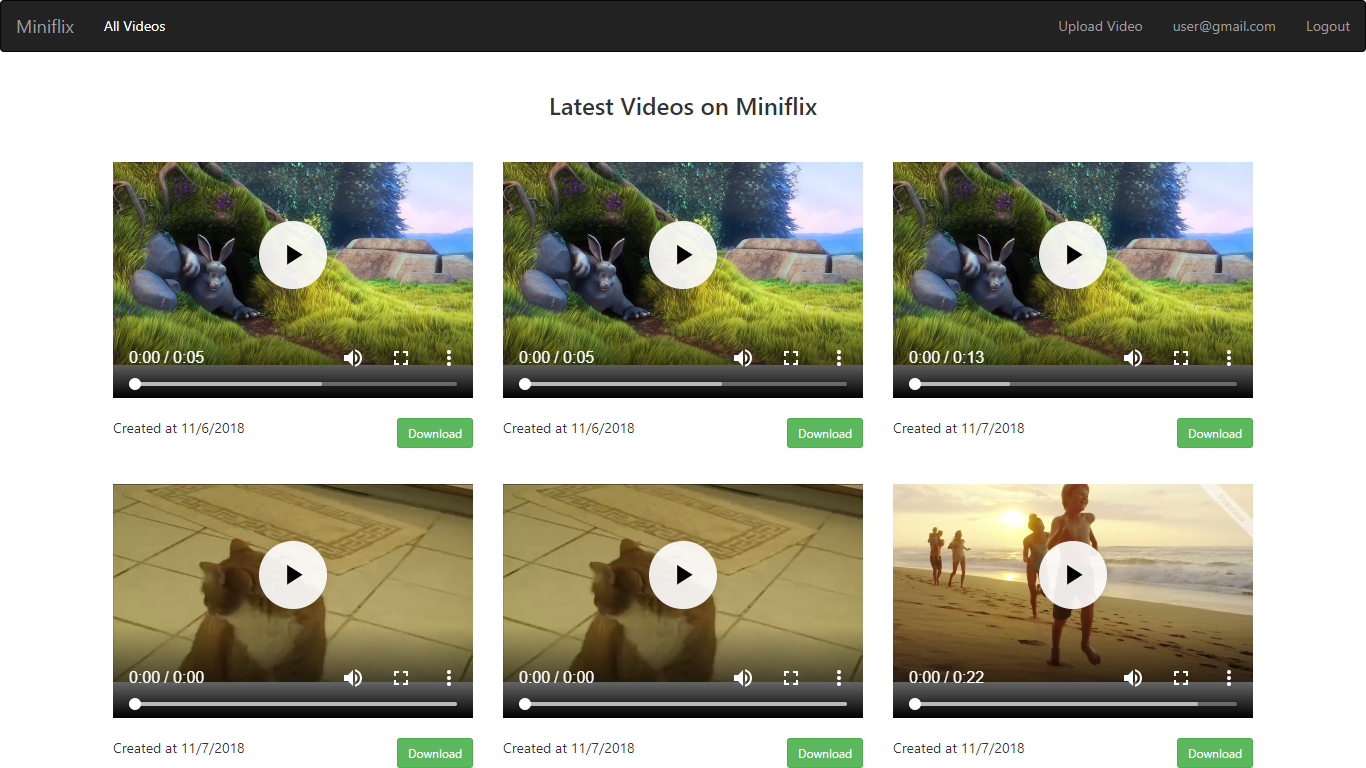 Miniflix All Videos Upload Video user@gmail.com Logout
Latest Videos on Miniflix
0:00 / 0:05 0:00 / 0:05 0:00 / 0:13
Created at 11/6/2018 Download Created at 11/6/2018 Download Created at 11/7/2018 Download
Preview
0:00 / 0:00 0:00 / 0:00 0:00 / 0:22
Created at 11/7/2018 Download Created at 11/7/2018 Download Created at 11/7/2018 Download